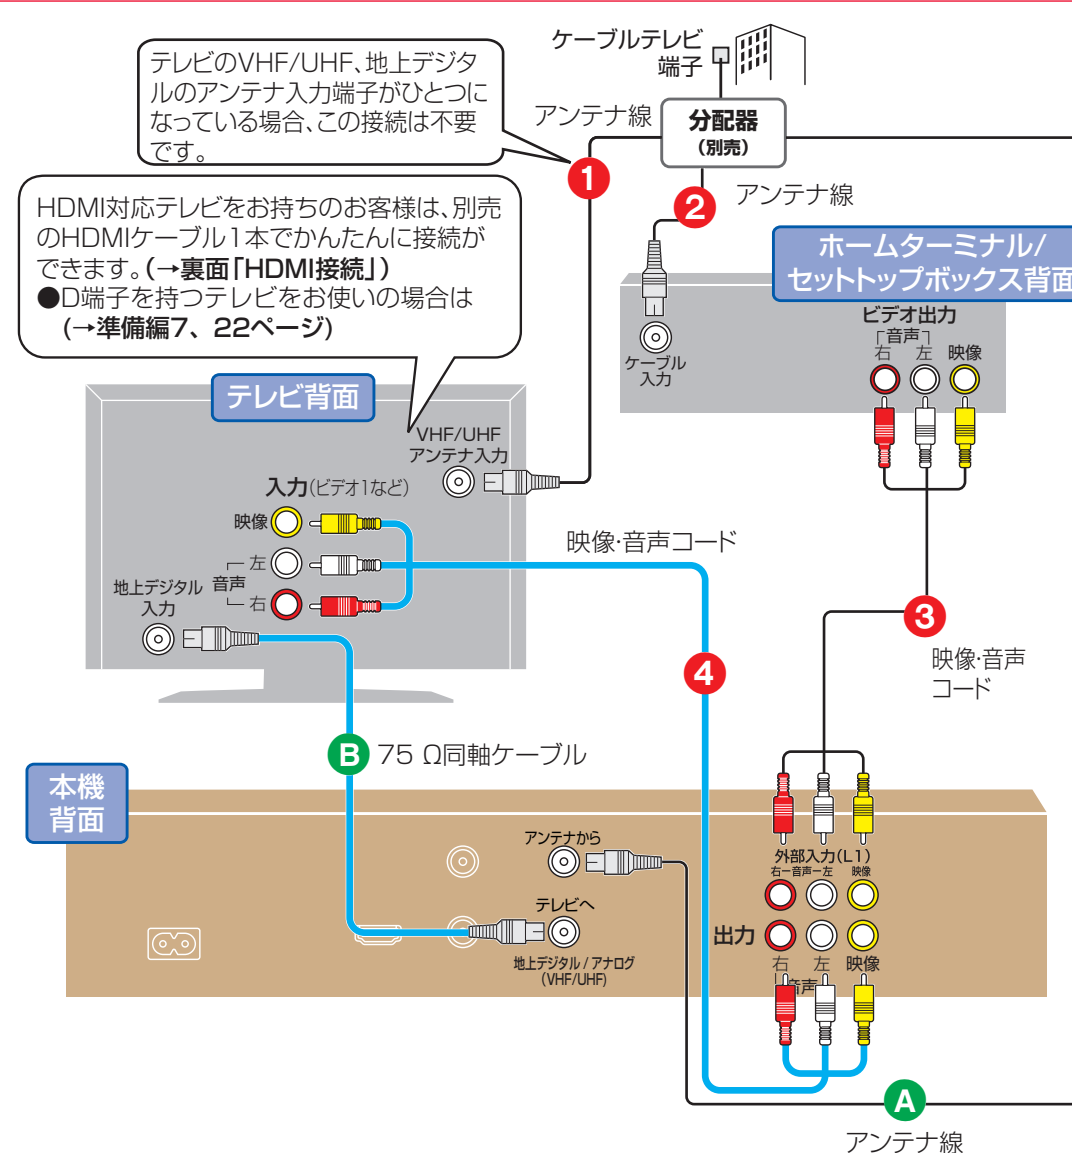 テレビのVHF/UHF、地上デジタ
ルのアンテナ入力端子がひとつに
なっている場合、この接続は不要
です。
ケーブルテレビ
端子
アンテナ線
分配器
(別売)
1
2
アンテナ線
HDMI対応テレビをお持ちのお客様は、別売
のHDMIケーブル1本でかんたんに接続が
できます。(→裏面「HDMI接続」)
●D端子を持つテレビをお使いの場合は
(→準備編7、22ページ)
ホームターミナル/
セットトップボックス背面
ビデオ出力
音声
右 左 映像
ケーブル
入力
テレビ背面
VHF/UHF
アンテナ入力
入力(ビデオ1など)
映像
左
音声
右
地上デジタル
入力
映像・音声コード
3
映像・音声
コード
4
B 75 Ω同軸ケーブル
本機
背面
アンテナから
テレビへ
地上デジタル / アナログ
(VHF/UHF)
外部入力(L1)
右ー音声ー左 映像
出力
右 左 映像
音声
A
アンテナ線